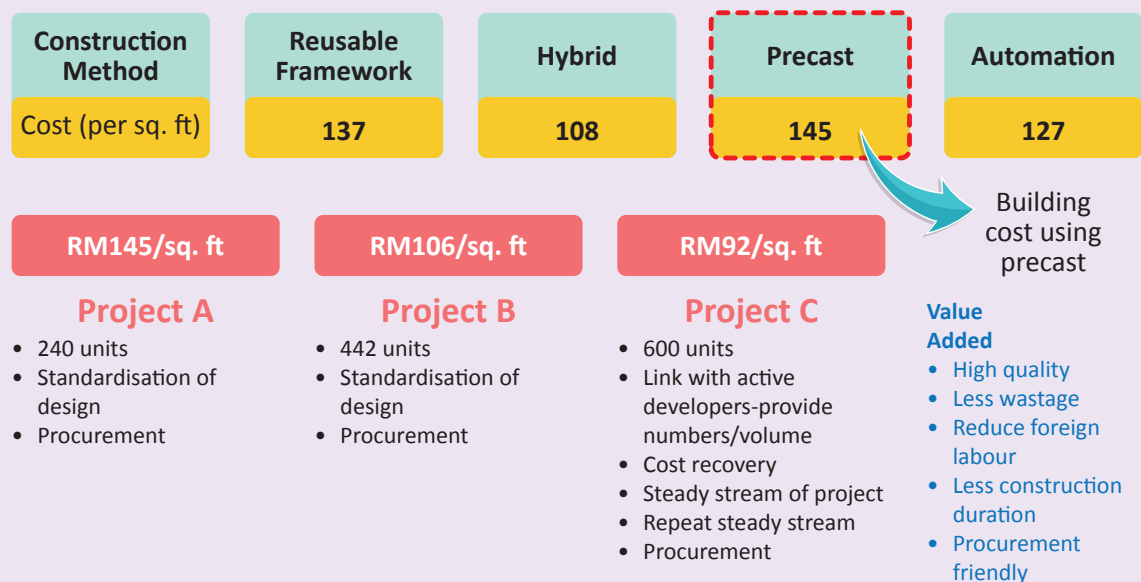 Construction
Method
Reusable
Framework
Hybrid
Precast
Automation
Cost (per sq. ft)
137
108
145
127
Building
cost using
precast
RM145/sq. ft
RM106/sq. ft
RM92/sq. ft
Project A
• 240 units
• Standardisation of
design
• Procurement
Project B
• 442 units
• Standardisation of
design
• Procurement
Project C
• 600 units
• Link with active
developers-provide
numbers/volume
• Cost recovery
• Steady stream of project
• Repeat steady stream
• Procurement
Value
Added
• High quality
• Less wastage
• Reduce foreign
labour
• Less construction
duration
• Procurement
friendly